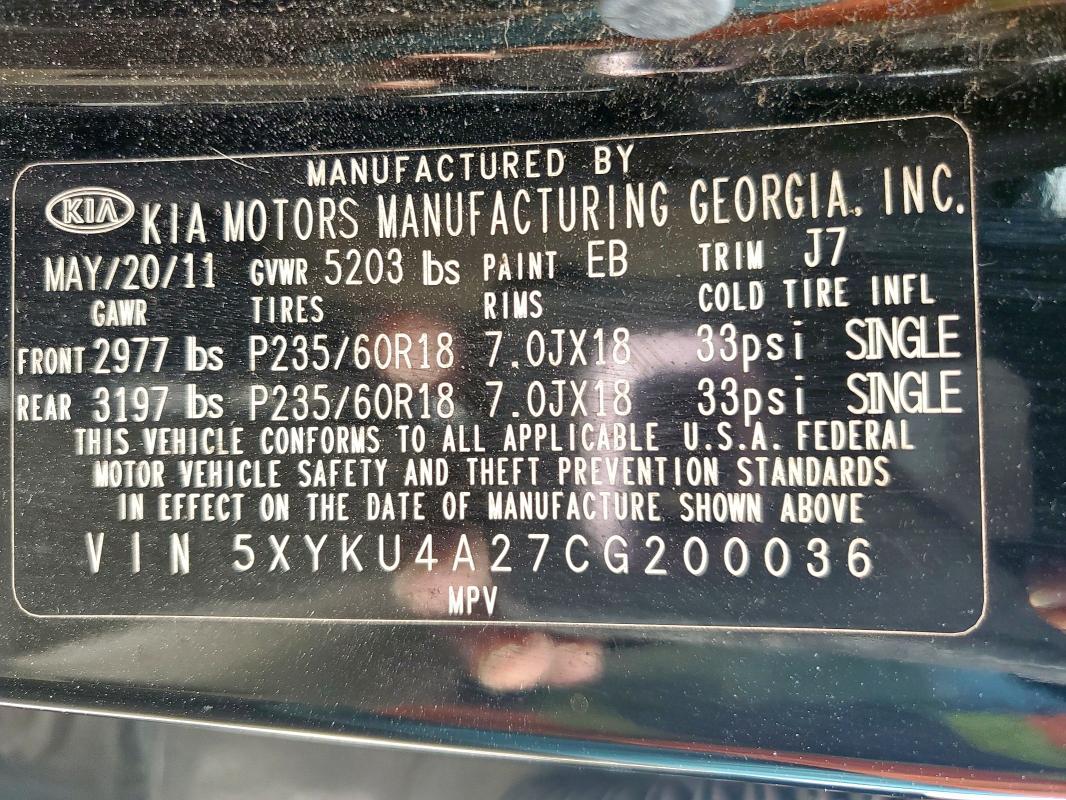 MANUFACTURED BY
KIA KIA MOTORS MANUFACTURING GEORGIA, INC.
MAY/20/11 GVWR 5203 lbs PAINT EB TRIM J7
GAWR TIRES RIMS COLD TIRE INFL
FRONT 2977 lbs P235/60R18 7.0JX18 33psi SINGLE
REAR 3197 lbs P235/60R18 7.0JX18 33psi SINGLE
THIS VEHICLE CONFORMS TO ALL APPLICABLE U.S.A. FEDERAL
MOTOR VEHICLE SAFETY AND THEFT PREVENTION STANDARDS
IN EFFECT ON THE DATE OF MANUFACTURE SHOWN ABOVE
VIN 5XYKU4A27CG200036
MPV